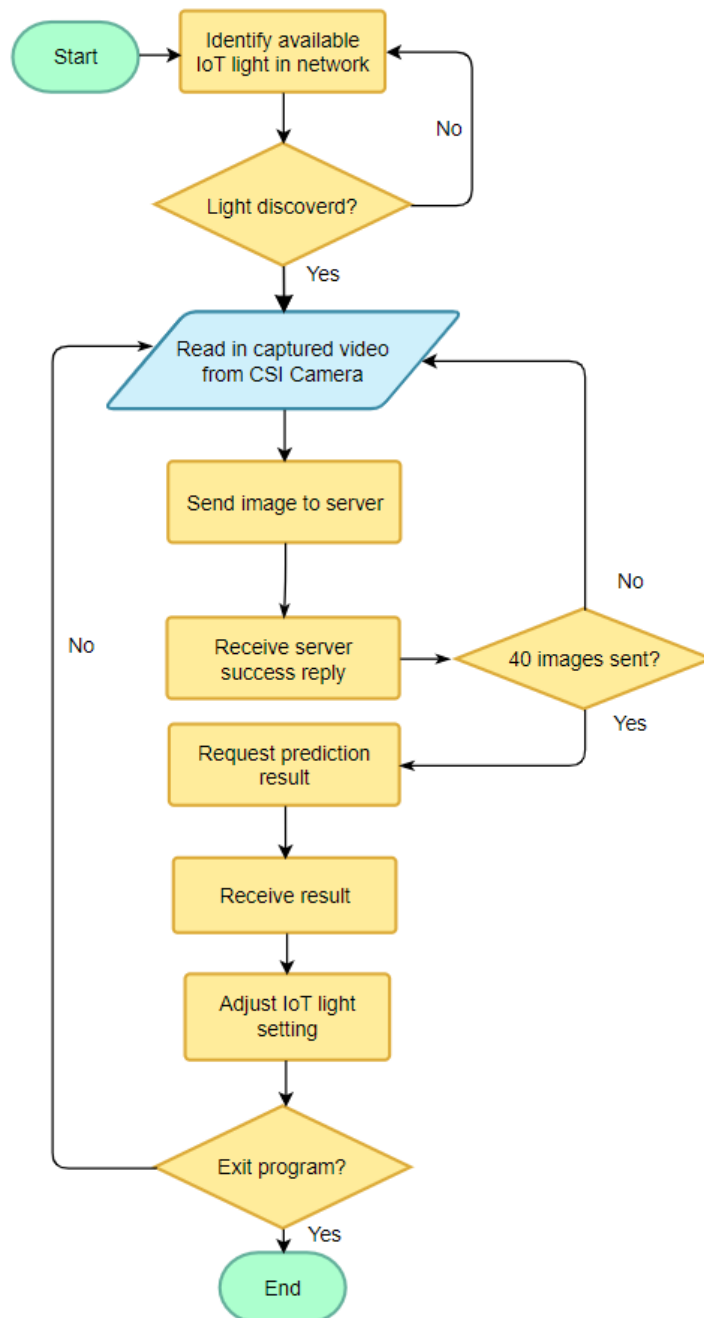 Start
Identify available
IoT light in network
No
Light discoverd?
Yes
Read in captured video
from CSI Camera
Send image to server
No
No
Receive server
success reply
40 images sent?
Yes
Request prediction
result
Receive result
Adjust IoT light
setting
Exit program?
Yes
End